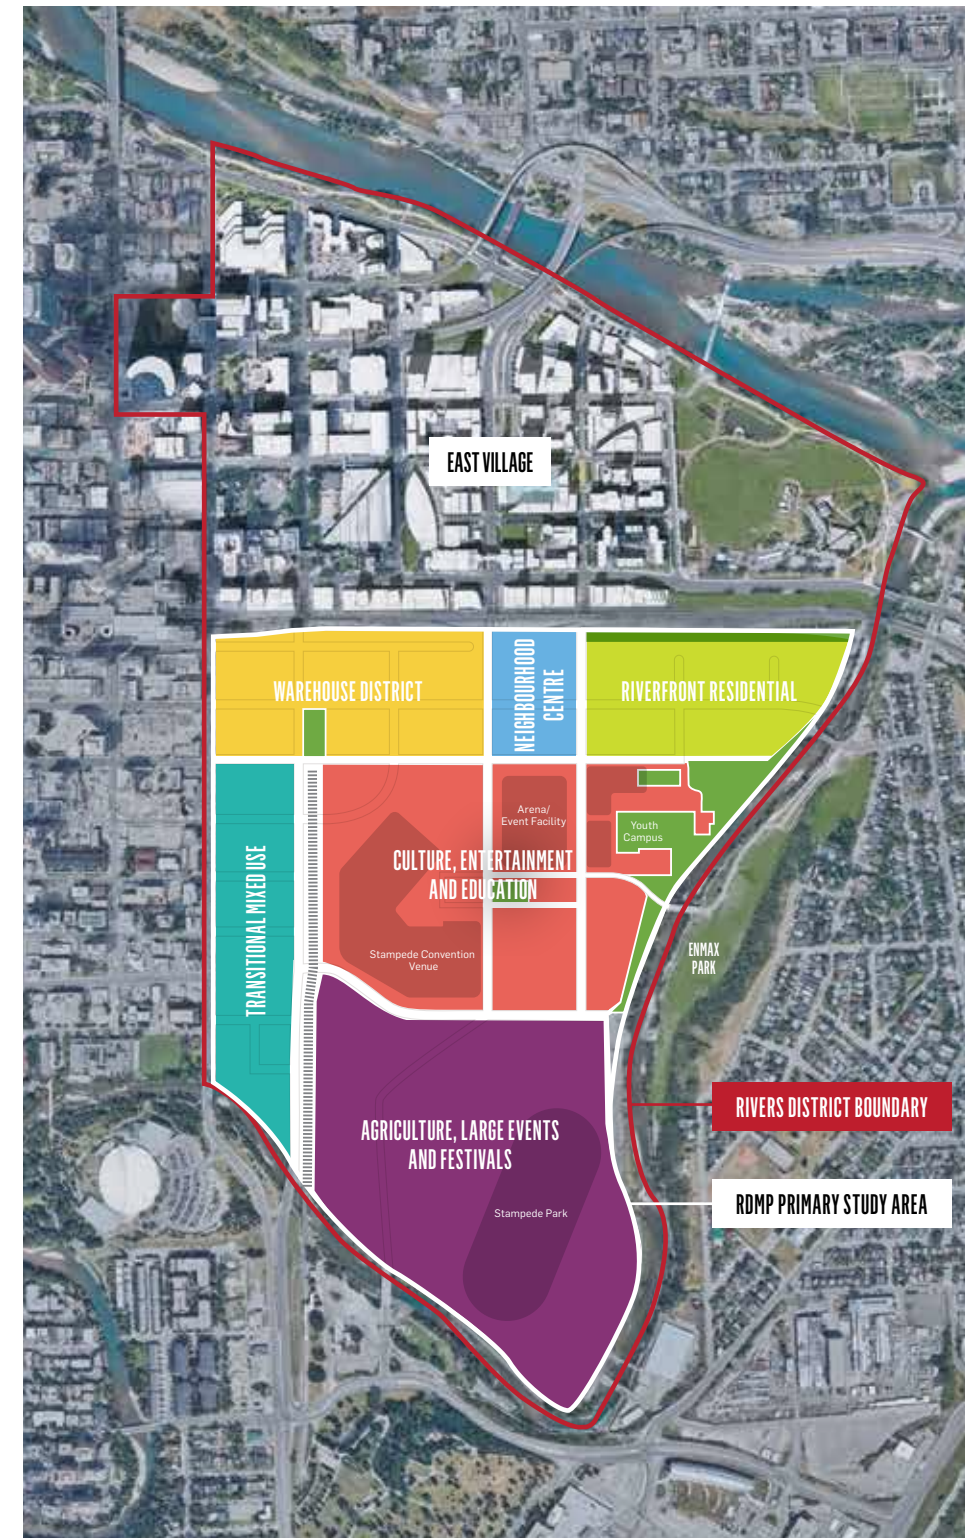 EAST VILLAGE
WAREHOUSE DISTRICT
NEIGHBOURHOOD
CENTRE
RIVERFRONT RESIDENTIAL
Arena/
Event Facility
Youth
Campus
CULTURE, ENTERTAINMENT
AND EDUCATION
TRANSITIONAL MIXED USE
Stampede Convention
Venue
ENMAX
PARK
RIVERS DISTRICT BOUNDARY
AGRICULTURE, LARGE EVENTS
AND FESTIVALS
RDMP PRIMARY STUDY AREA
Stampede Park